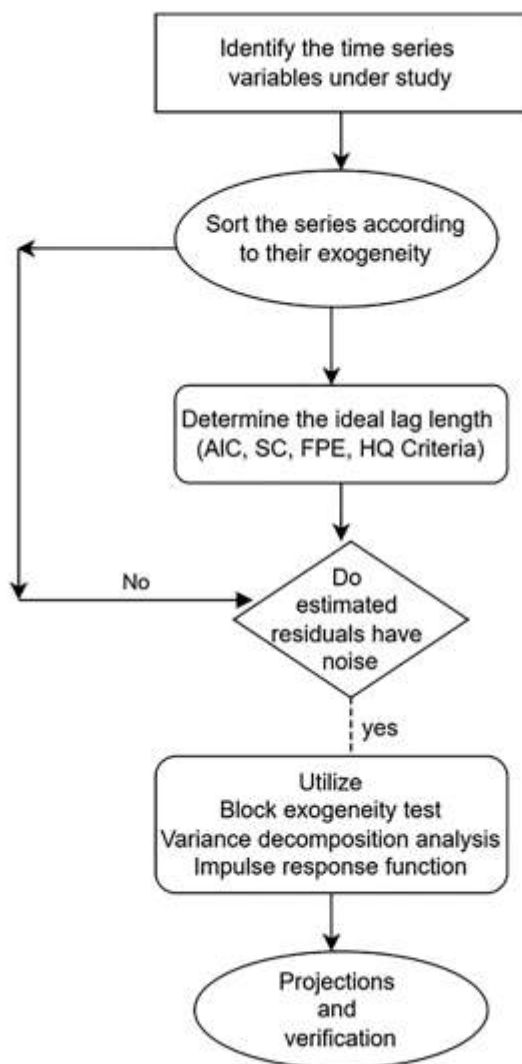 Identify the time series
variables under study
Sort the series according
to their exogeneity
Determine the ideal lag length
(AIC, SC, FPE, HQ Criteria)
No
Do
estimated
residuals have
noise
yes
Utilize
Block exogeneity test
Variance decomposition analysis
Impulse response function
Projections
and
verification